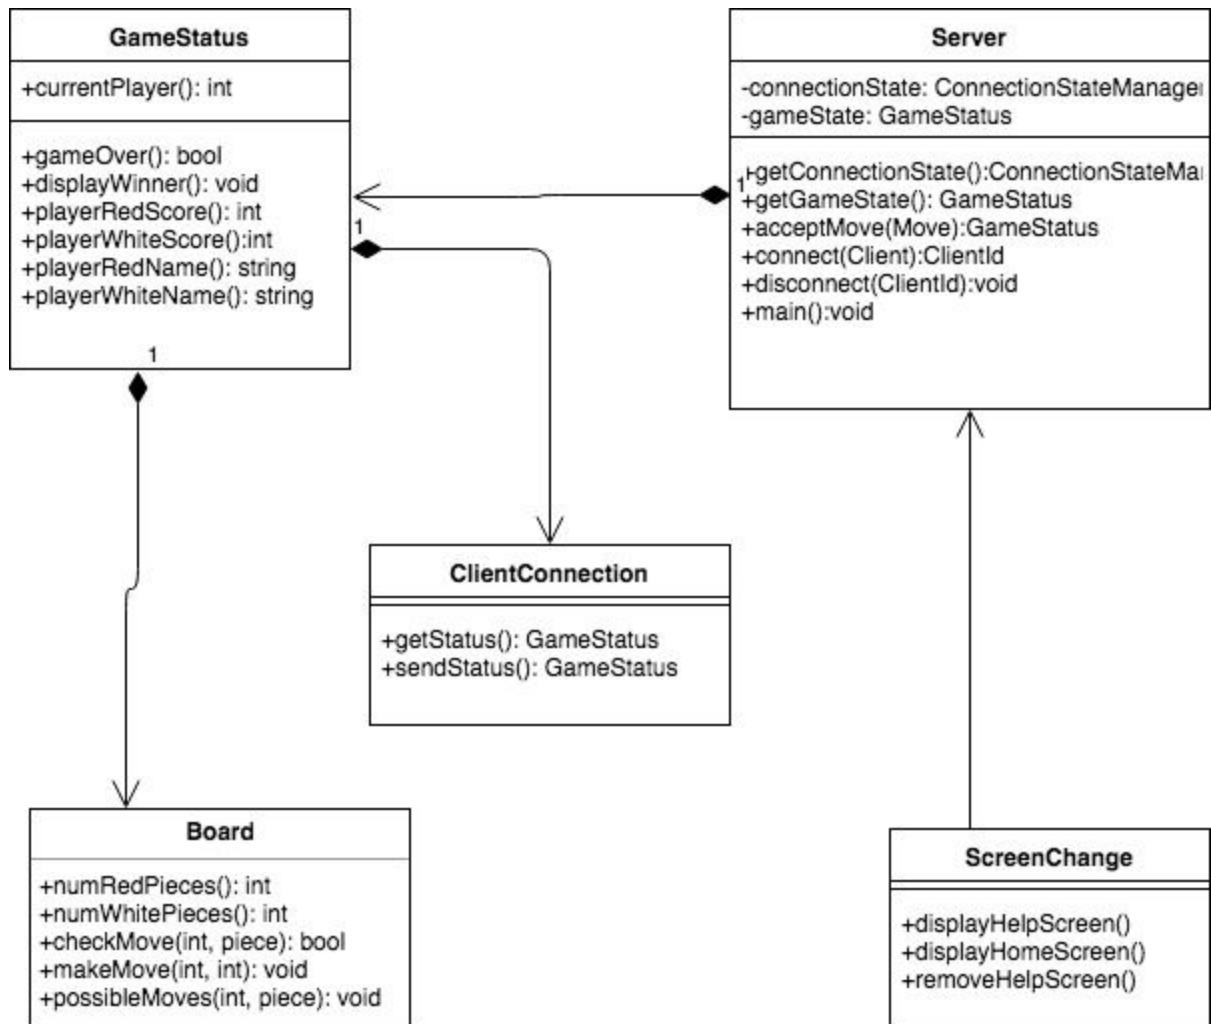 GameStatus
+currentPlayer(): int
+gameOver(): bool
+displayWinner(): void
+playerRedScore(): int
+playerWhiteScore():int
+playerRedName(): string
+playerWhiteName(): string
1
1
Server
-connectionState: ConnectionStateManage
-gameState: GameStatus
1
+getConnectionState():ConnectionStateMa
+getGameState(): GameStatus
+acceptMove(Move):GameStatus
+connect(Client):ClientId
+disconnect(ClientId):void
+main():void
ClientConnection
+getStatus(): GameStatus
+sendStatus(): GameStatus
Board
+numRedPieces(): int
+numWhitePieces(): int
+checkMove(int, piece): bool
+makeMove(int, int): void
+possibleMoves(int, piece): void
ScreenChange
+displayHelpScreen()
+displayHomeScreen()
+removeHelpScreen()